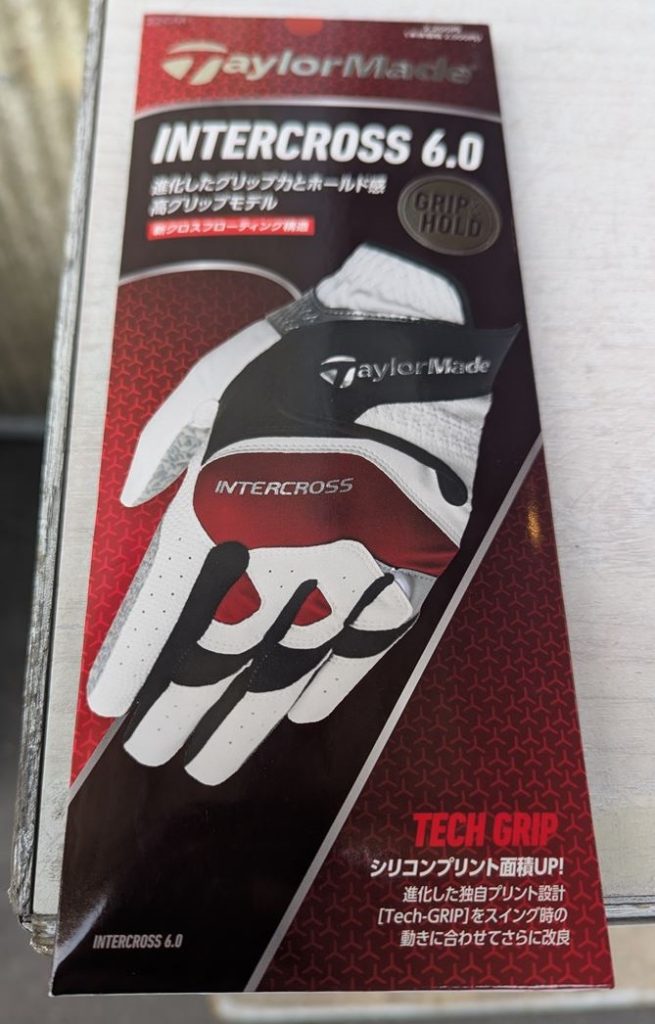 TaylorMade
INTERCROSS 6.0
進化したグリップ力とホールド感
高グリップモデル
新クロスフローティング構造
GRIP
HOLD
TaylorMade
INTERCROSS
TECH GRIP
シリコンプリント面積UP!
進化した独自プリント設計
[Tech-GRIP]をスイング時の
動きに合わせてさらに改良
INTERCROSS 6.0